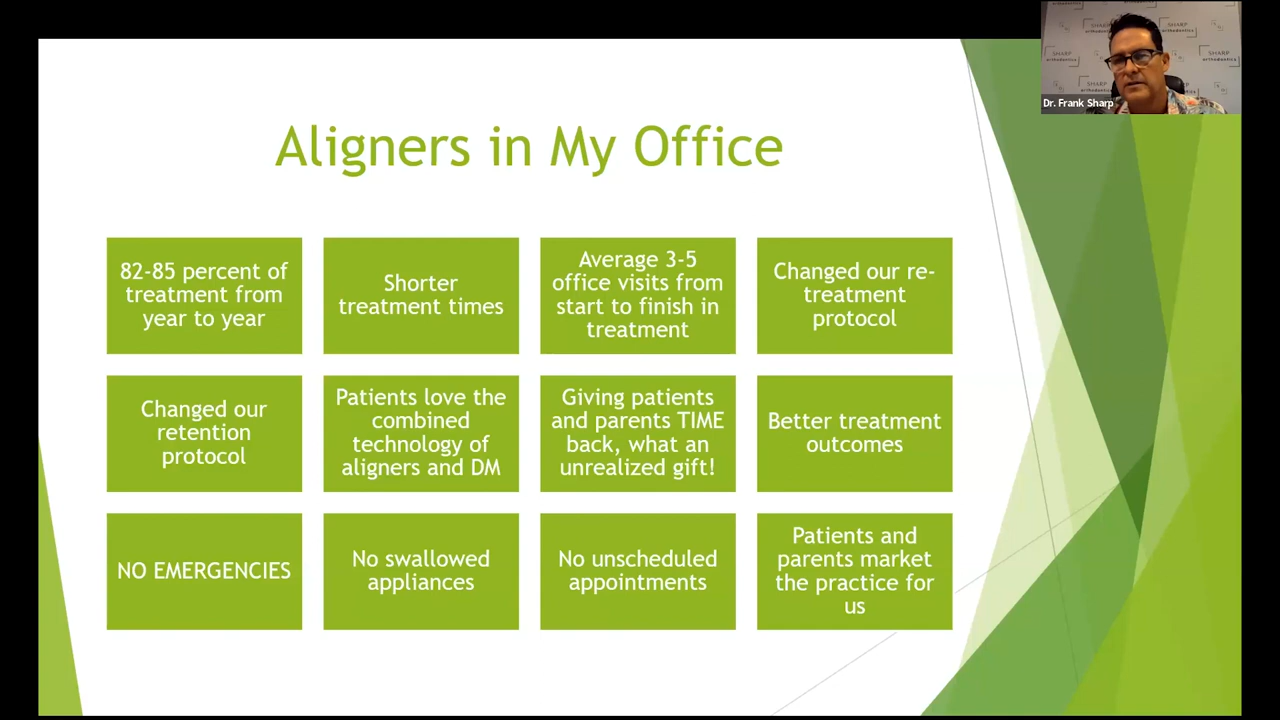 Dr. Frank Sharp
SHARP
orthodontics
Aligners in My Office
82-85 percent of
treatment from
year to year
Shorter
treatment times
Average 3-5
office visits from
start to finish in
treatment
Changed our re-
treatment
protocol
Changed our
retention
protocol
Patients love the
combined
technology of
aligners and DM
Giving patients
and parents TIME
back, what an
unrealized gift!
Better treatment
outcomes
NO EMERGENCIES
No swallowed
appliances
No unscheduled
appointments
Patients and
parents market
the practice for
us